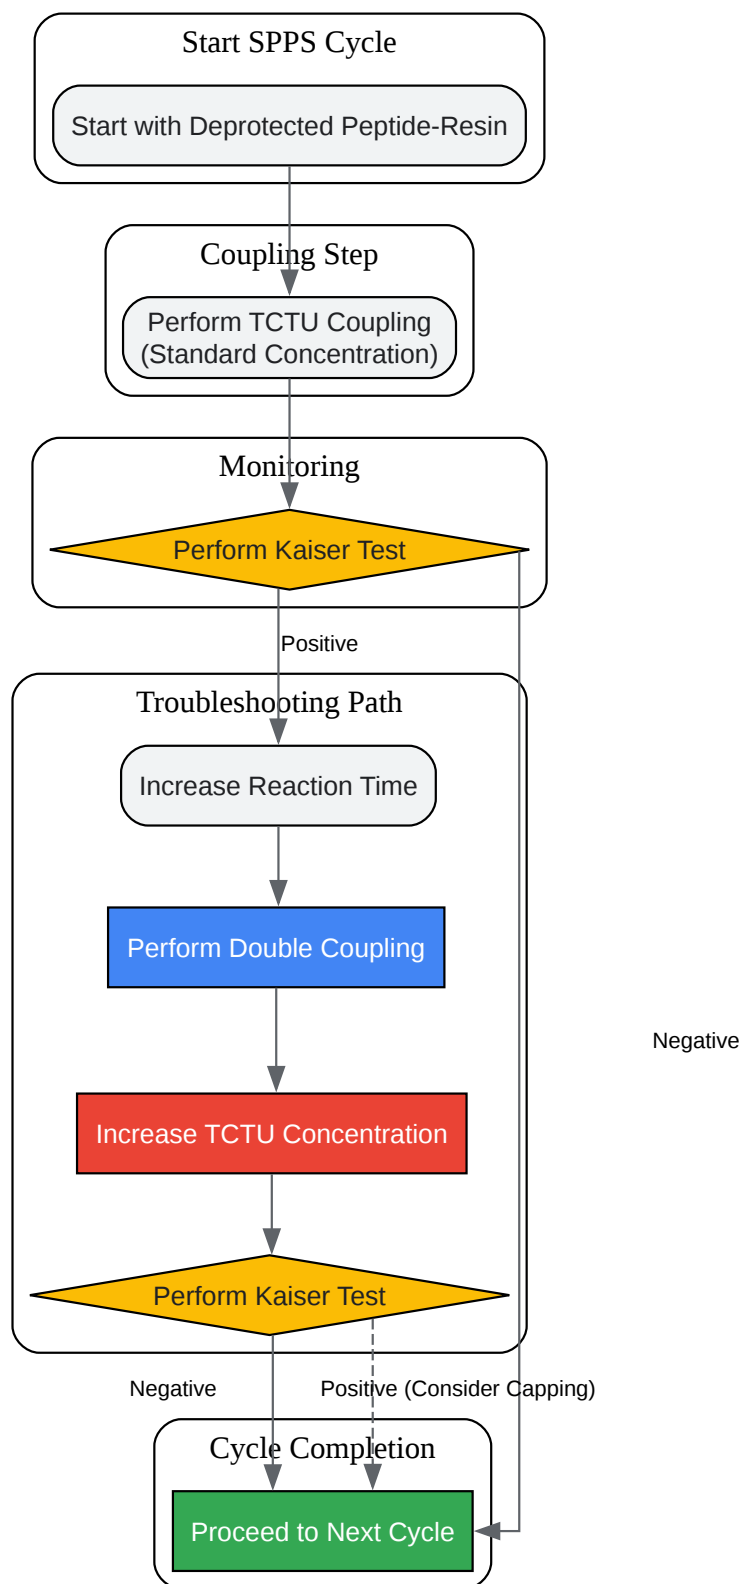 Start SPPS Cycle
Start with Deprotected Peptide-Resin
Coupling Step
Perform TCTU Coupling
(Standard Concentration)
Monitoring
Perform Kaiser Test
Positive
Troubleshooting Path
Increase Reaction Time
Perform Double Coupling
Negative
Increase TCTU Concentration
Perform Kaiser Test
Negative
Positive (Consider Capping)
Cycle Completion
Proceed to Next Cycle